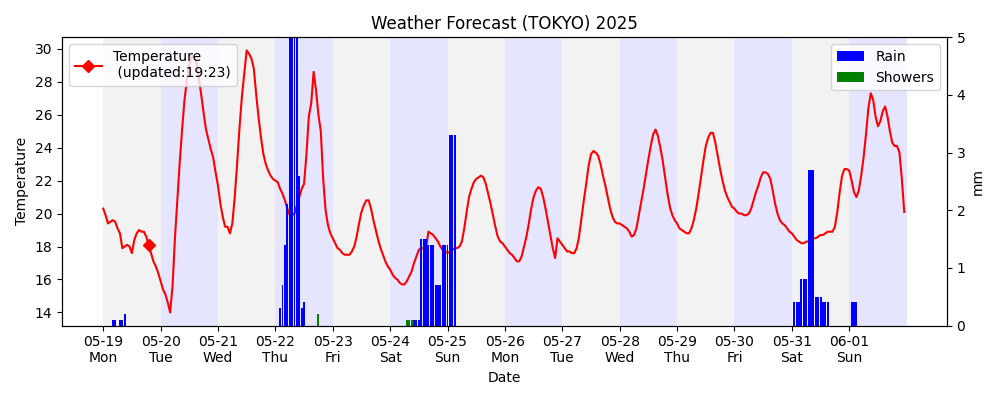 Weather Forecast (TOKYO) 2025
Temperature
(updated:19:23)
Rain
Showers
30
28
26
24
22
20
18
16
14
Temperature
5
4
3
2
1
0
mm
05-19 05-20 05-21 05-22 05-23 05-24 05-25 05-26 05-27 05-28 05-29 05-30 05-31 06-01
Mon Tue Wed Thu Fri Sat Sun Mon Tue Wed Thu Fri Sat Sun
Date